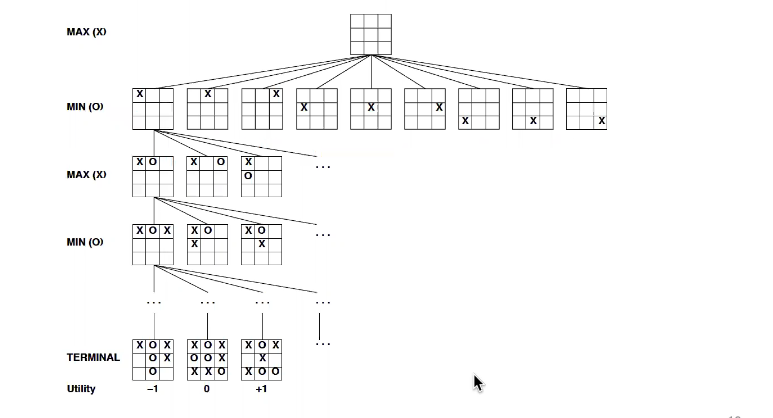 MAX (X)
MIN (O)
X X X
X X X
X X X
MAX (X)
X O X O X
O
...
MIN (O)
X O X X O X O
X X
...
... ... ... ...
TERMINAL
X O X X O X X O X
O X O O X X
O X X O X O O
...
Utility
–1 0 +1